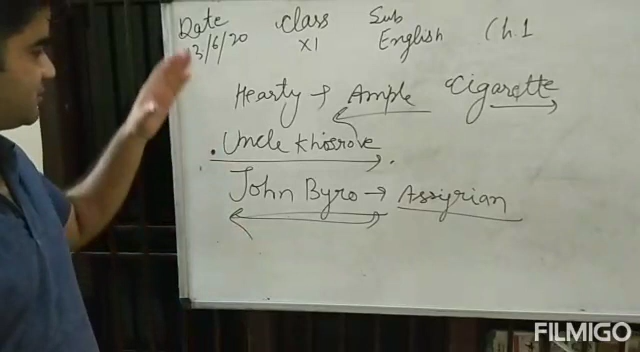 Date Class Sub Ch.1
3/6/20 XI English
Hearty → Ample Cigarette
Uncle Khosrove
John Byro → Assyrian
FILMIGO